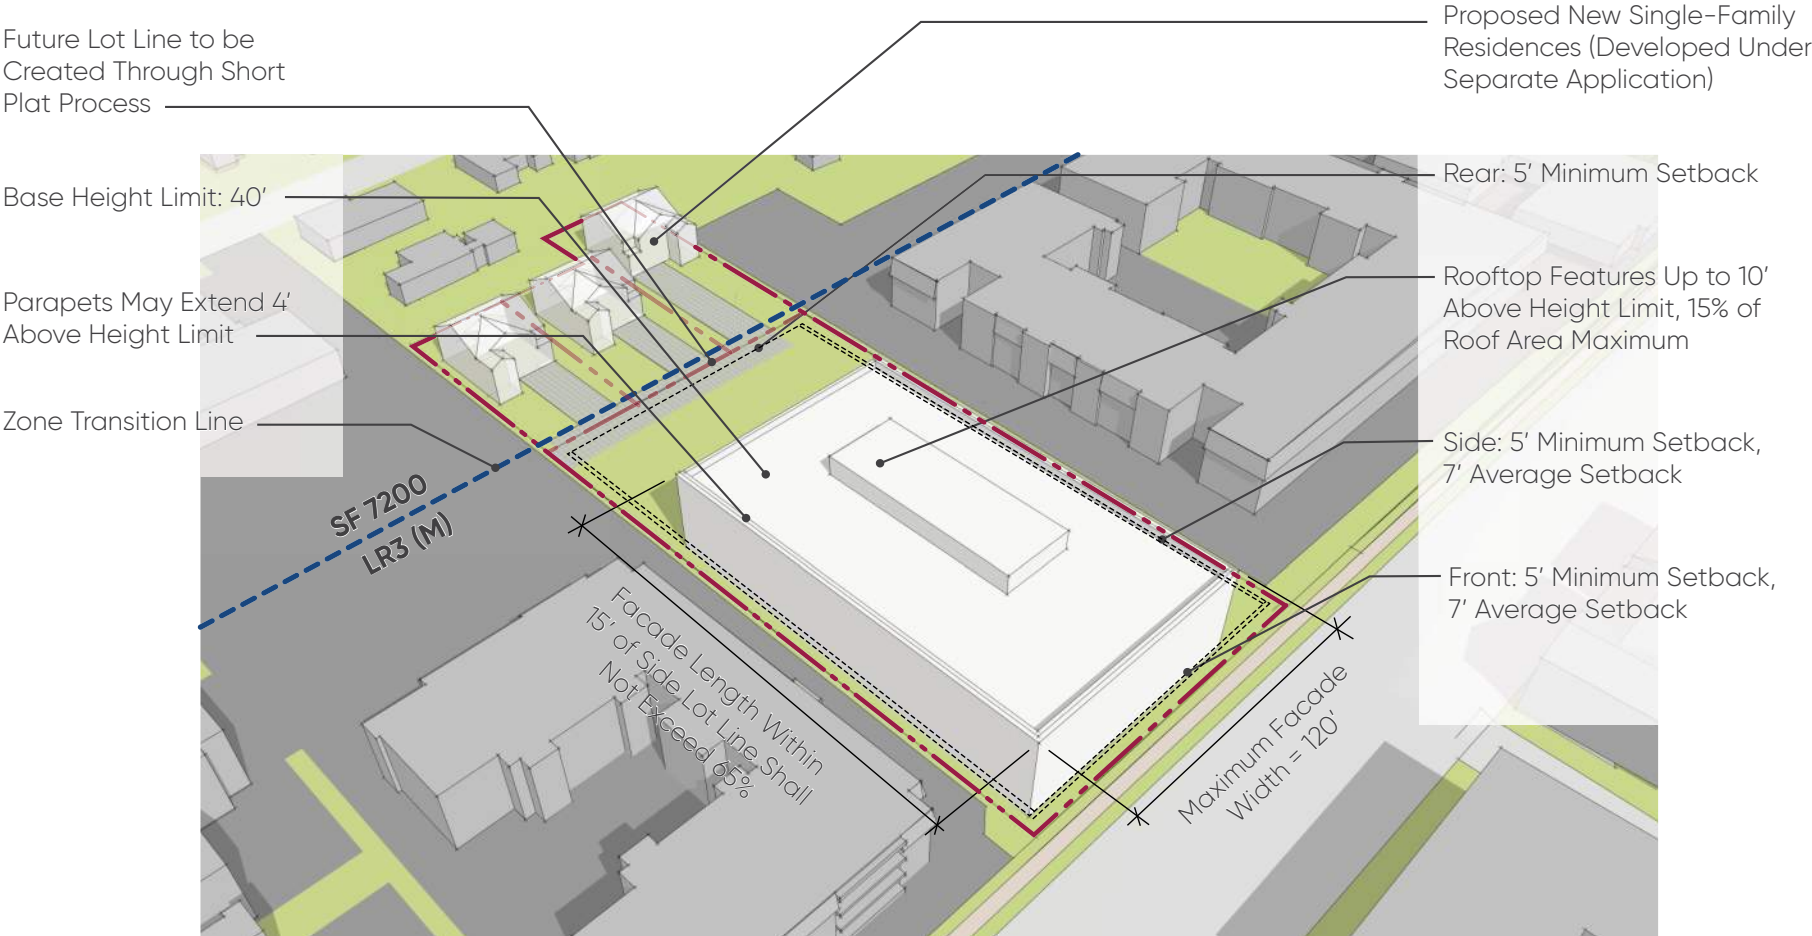 Future Lot Line to be
Created Through Short
Plat Process
Base Height Limit: 40'
Parapets May Extend 4'
Above Height Limit
Zone Transition Line
SF 7200
LR3 (M)
Facade Length Within
15' of Side Lot Line Shall
Not Exceed 65%
Maximum Facade
Width = 120'
Proposed New Single-Family
Residences (Developed Under
Separate Application)
Rear: 5' Minimum Setback
Rooftop Features Up to 10'
Above Height Limit, 15% of
Roof Area Maximum
Side: 5' Minimum Setback,
7' Average Setback
Front: 5' Minimum Setback,
7' Average Setback